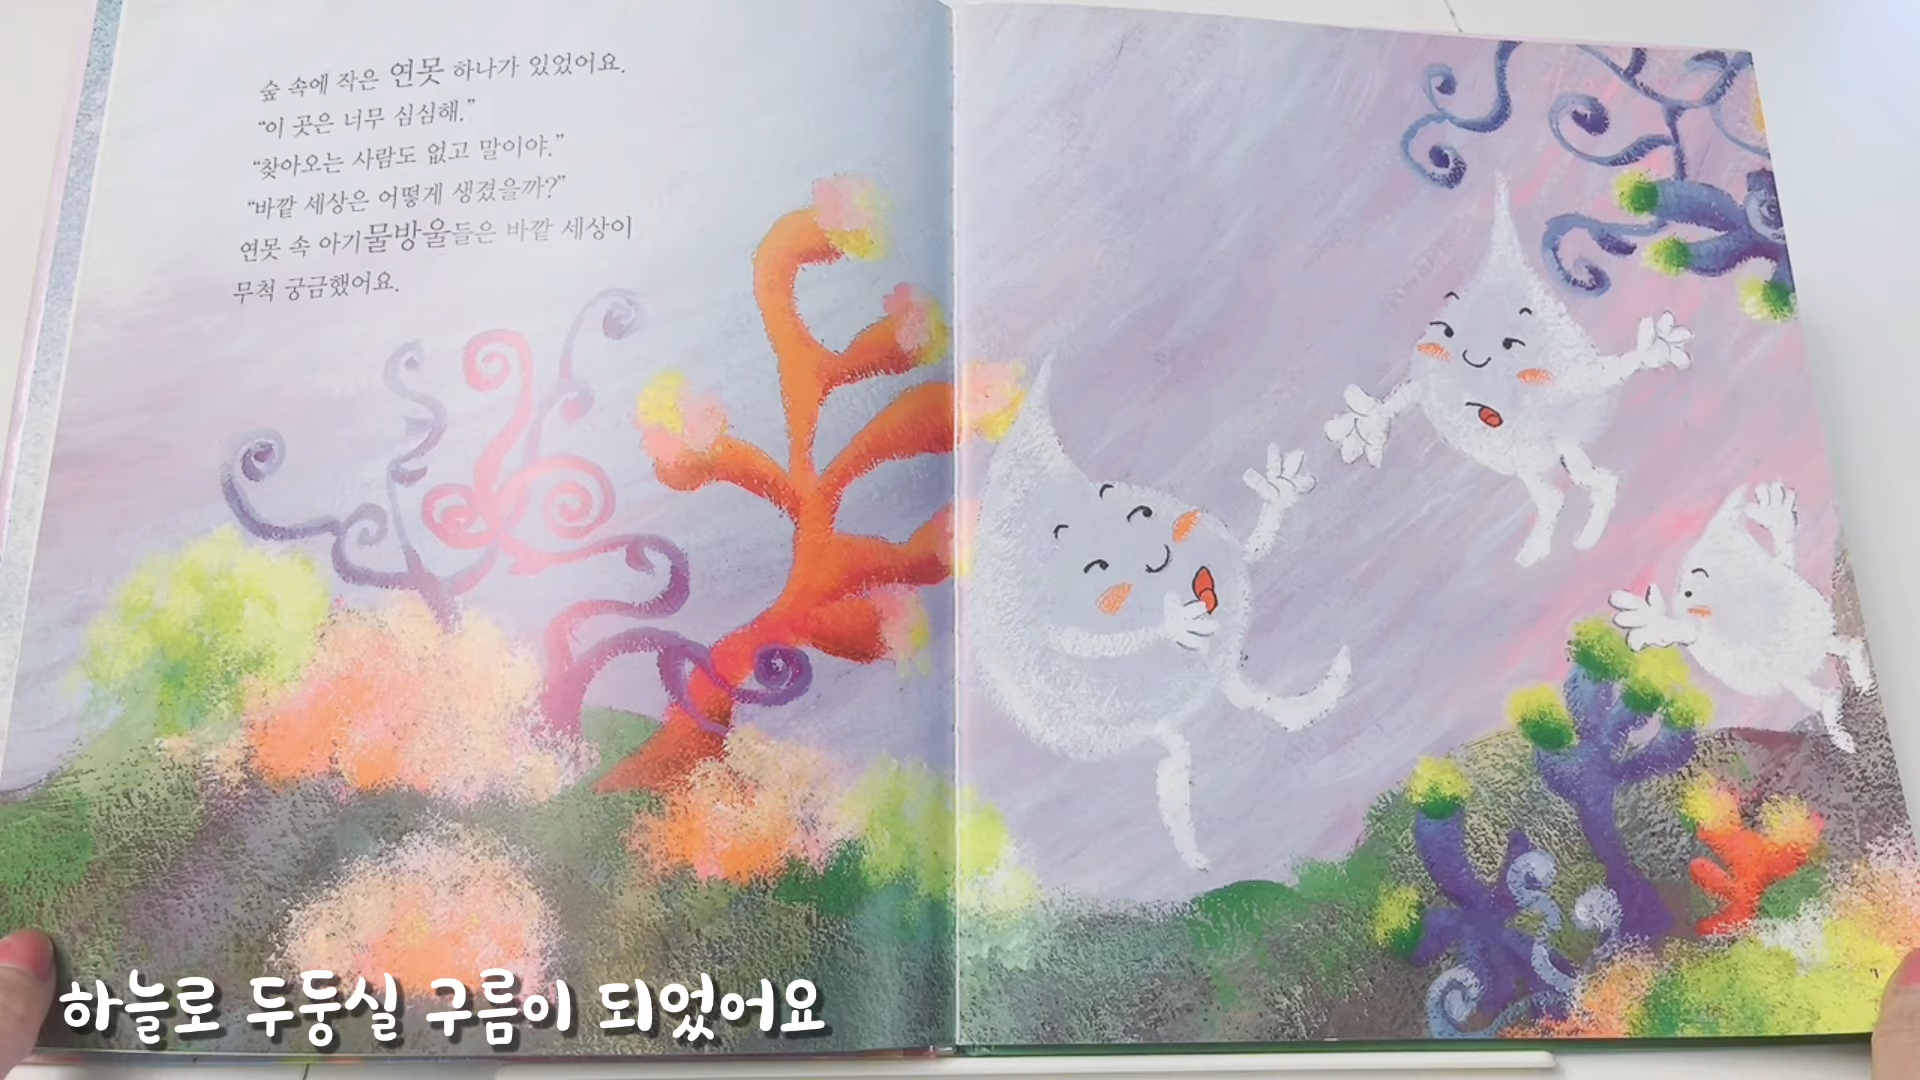 숲 속에 작은 연못 하나가 있었어요.
“이 곳은 너무 심심해.”
“찾아오는 사람도 없고 말이야.”
“바깥 세상은 어떻게 생겼을까?”
연못 속 아기물방울들은 바깥 세상이
무척 궁금했어요.
하늘로 두둥실 구름이 되었어요